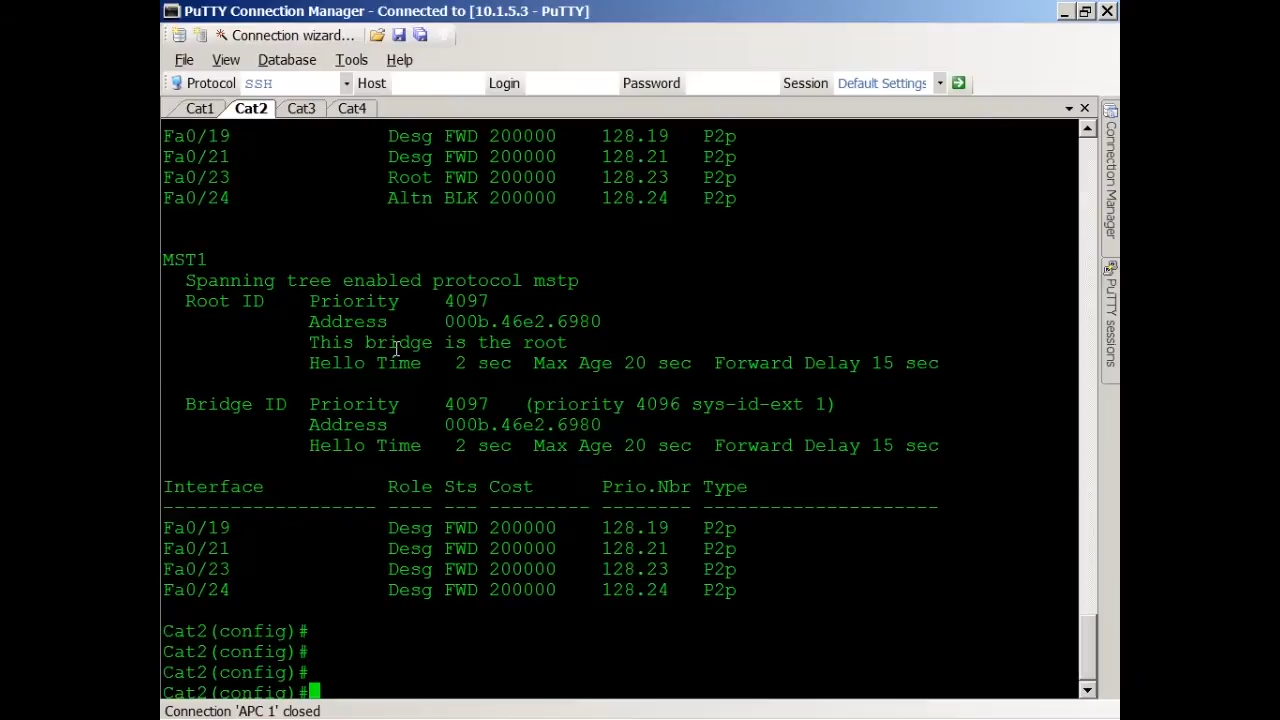 PuTTY Connection Manager - Connected to [10.1.5.3 - PuTTY]
Connection wizard...
File View Database Tools Help
Protocol SSH Host Login Password Session Default Settings
Cat1 Cat2 Cat3 Cat4
Fa0/19 Desg FWD 200000 128.19 P2p
Fa0/21 Desg FWD 200000 128.21 P2p
Fa0/23 Root FWD 200000 128.23 P2p
Fa0/24 Altn BLK 200000 128.24 P2p
MST1
Spanning tree enabled protocol mstp
Root ID Priority 4097
Address 000b.46e2.6980
This bridge is the root
Hello Time 2 sec Max Age 20 sec Forward Delay 15 sec
Bridge ID Priority 4097 (priority 4096 sys-id-ext 1)
Address 000b.46e2.6980
Hello Time 2 sec Max Age 20 sec Forward Delay 15 sec
Interface Role Sts Cost Prio.Nbr Type
------------------- ---- --- --------- -------- ---------------------
Fa0/19 Desg FWD 200000 128.19 P2p
Fa0/21 Desg FWD 200000 128.21 P2p
Fa0/23 Desg FWD 200000 128.23 P2p
Fa0/24 Desg FWD 200000 128.24 P2p
Cat2(config)#
Cat2(config)#
Cat2(config)#
Cat2(config)#
Connection 'APC 1' closed
Connection Manager
PuTTY sessions